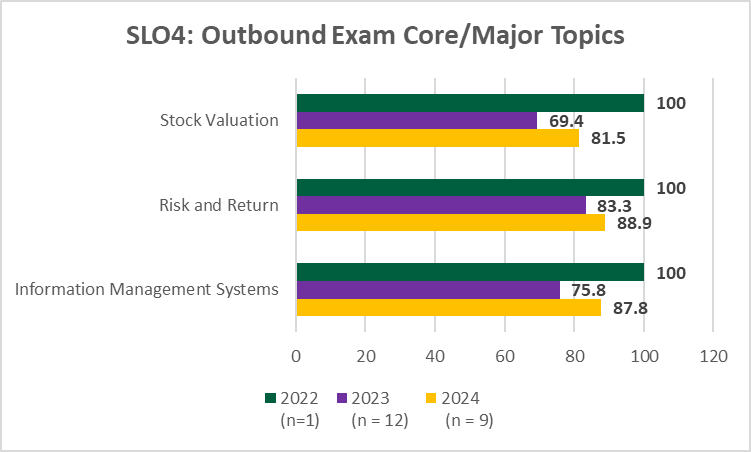 SLO4: Outbound Exam Core/Major Topics
Stock Valuation
100
69.4
81.5
Risk and Return
100
83.3
88.9
Information Management Systems
100
75.8
87.8
0 20 40 60 80 100 120
2022 2023 2024
(n=1) (n = 12) (n = 9)